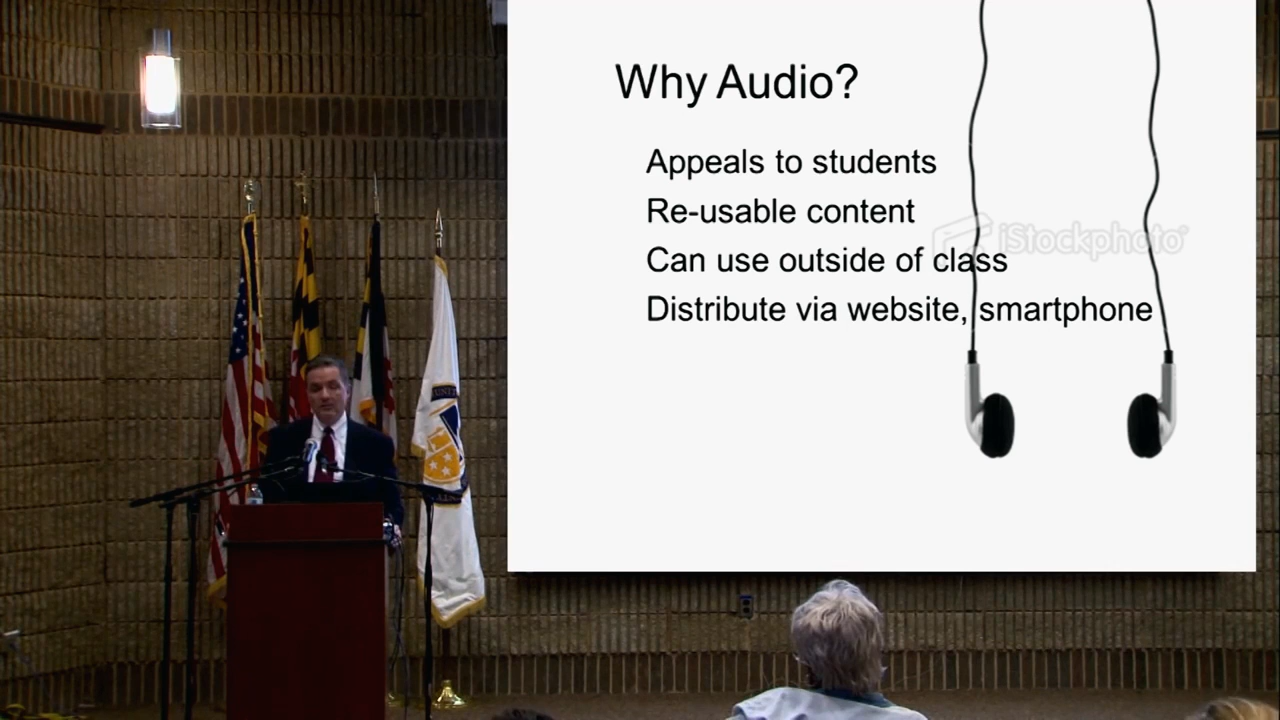 Why Audio?
Appeals to students
Re-usable content
iStockphoto
Can use outside of class
Distribute via website, smartphone